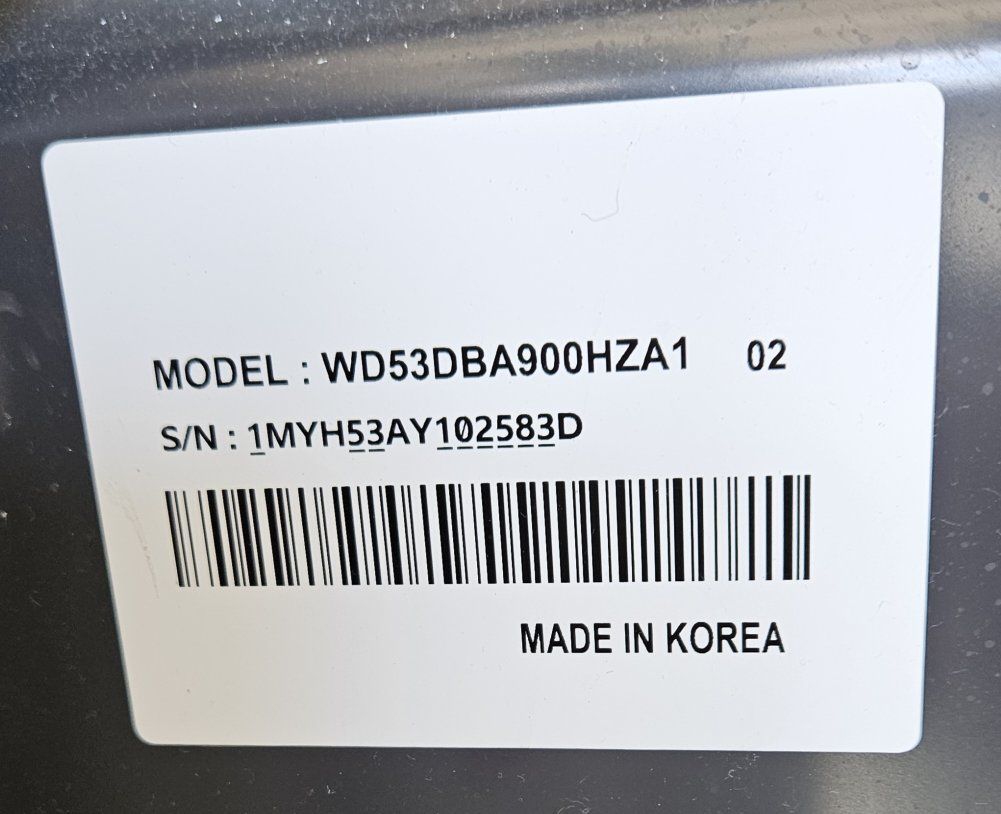 MODEL : WD53DBA900HZA1 02
S/N : 1MYH53AY102583D
MADE IN KOREA